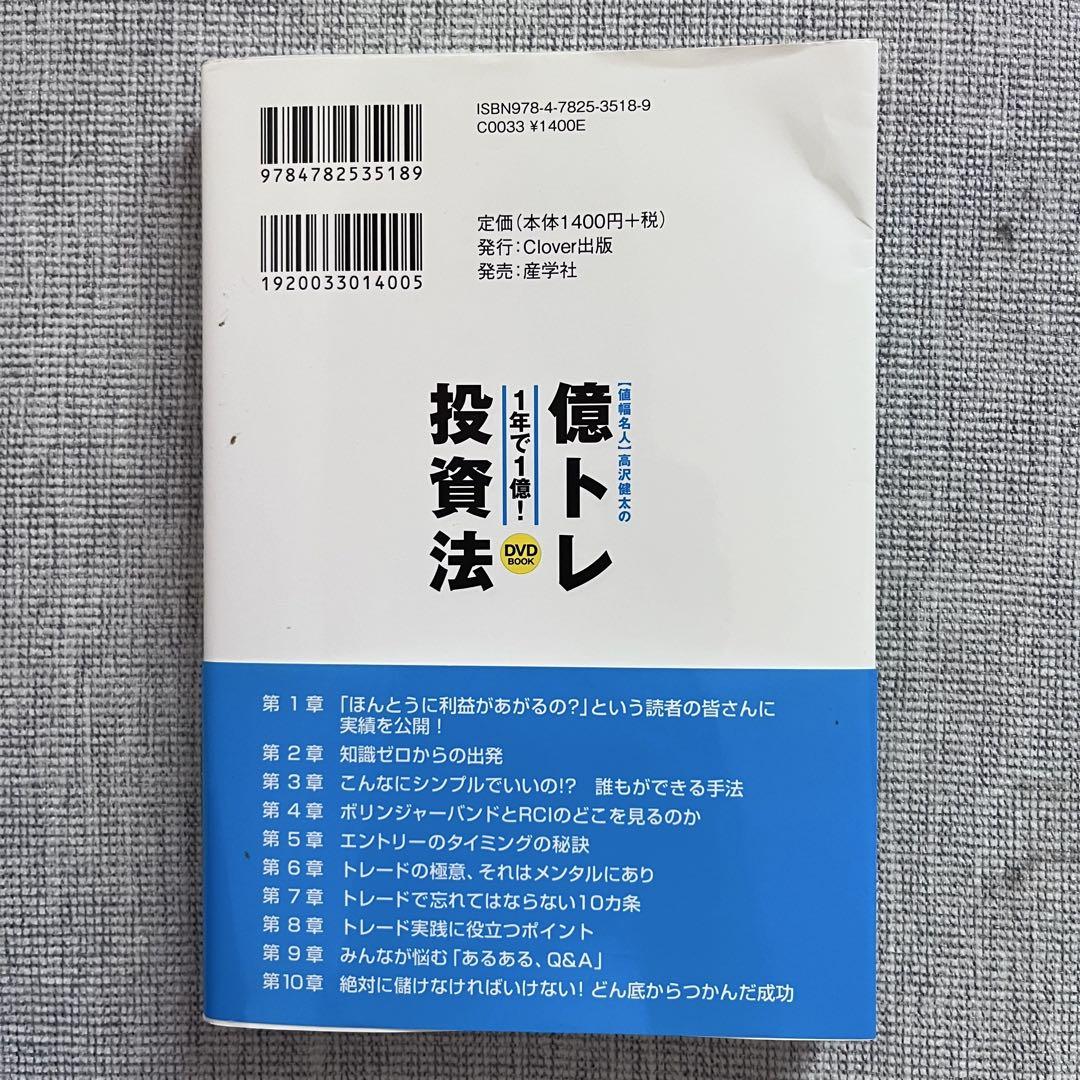 ISBN978-4-7825-3518-9
C0033 ¥1400E
9784782535189
1920033014005
定価(本体1400円+税)
発行:Clover出版
発売:産学社
【値幅名人】高沢健太の
億トレ
1年で1億!
DVD
BOOK
投資法
第1章 「ほんとうに利益があがるの?」という読者の皆さんに
実績を公開!
第2章 知識ゼロからの出発
第3章 こんなにシンプルでいいの!? 誰もができる手法
第4章 ボリンジャーバンドとRCIのどこを見るのか
第5章 エントリーのタイミングの秘訣
第6章 トレードの極意、それはメンタルにあり
第7章 トレードで忘れてはならない10カ条
第8章 トレード実践に役立つポイント
第9章 みんなが悩む「あるある、Q&A」
第10章 絶対に儲けなければいけない! どん底からつかんだ成功